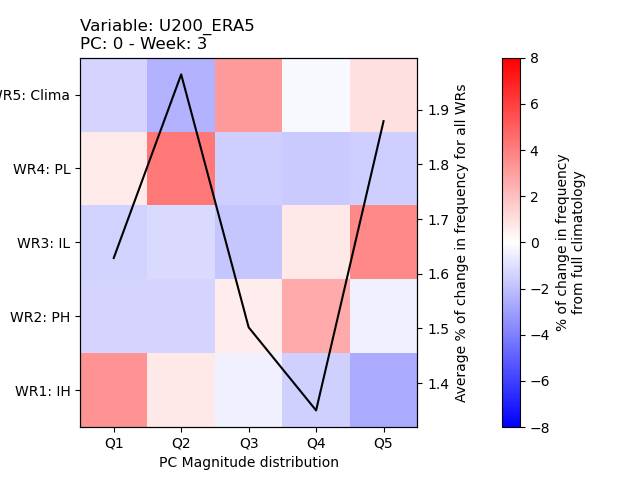 Variable: U200_ERA5
PC: 0 - Week: 3
WR5: Clima
WR4: PL
WR3: IL
WR2: PH
WR1: IH
Q1 Q2 Q3 Q4 Q5
PC Magnitude distribution
1.9
1.8
1.7
1.6
1.5
1.4
Average % of change in frequency for all WRs
8
6
4
2
0
−2
−4
−6
−8
% of change in frequency
from full climatology